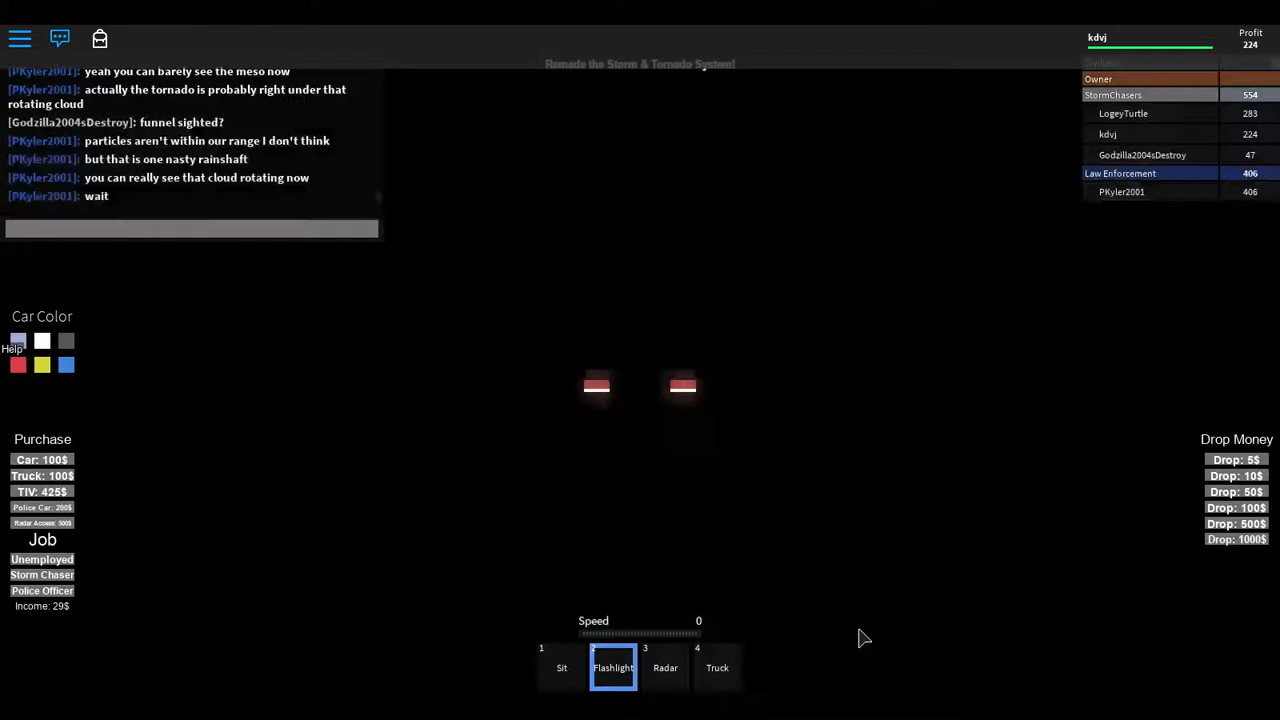 kdvj
Profit
224
Remade the Storm & Tornado System!
[PKyler2001]: yeah you can barely see the meso now
[PKyler2001]: actually the tornado is probably right under that
rotating cloud
[Godzilla2004sDestroy]: funnel sighted?
[PKyler2001]: particles aren't within our range I don't think
[PKyler2001]: but that is one nasty rainshaft
[PKyler2001]: you can really see that cloud rotating now
[PKyler2001]: wait
Owner
StormChasers 554
LogeyTurtle 283
kdvj 224
Godzilla2004sDestroy 47
Law Enforcement 406
PKyler2001 406
Car Color
Help
Purchase
Car: 100$
Truck: 100$
TIV: 425$
Police Car: 200$
Radar Access: 500$
Job
Unemployed
Storm Chaser
Police Officer
Income: 29$
Drop Money
Drop: 5$
Drop: 10$
Drop: 50$
Drop: 100$
Drop: 500$
Drop: 1000$
Speed 0
1 2 3 4
Sit Flashlight Radar Truck